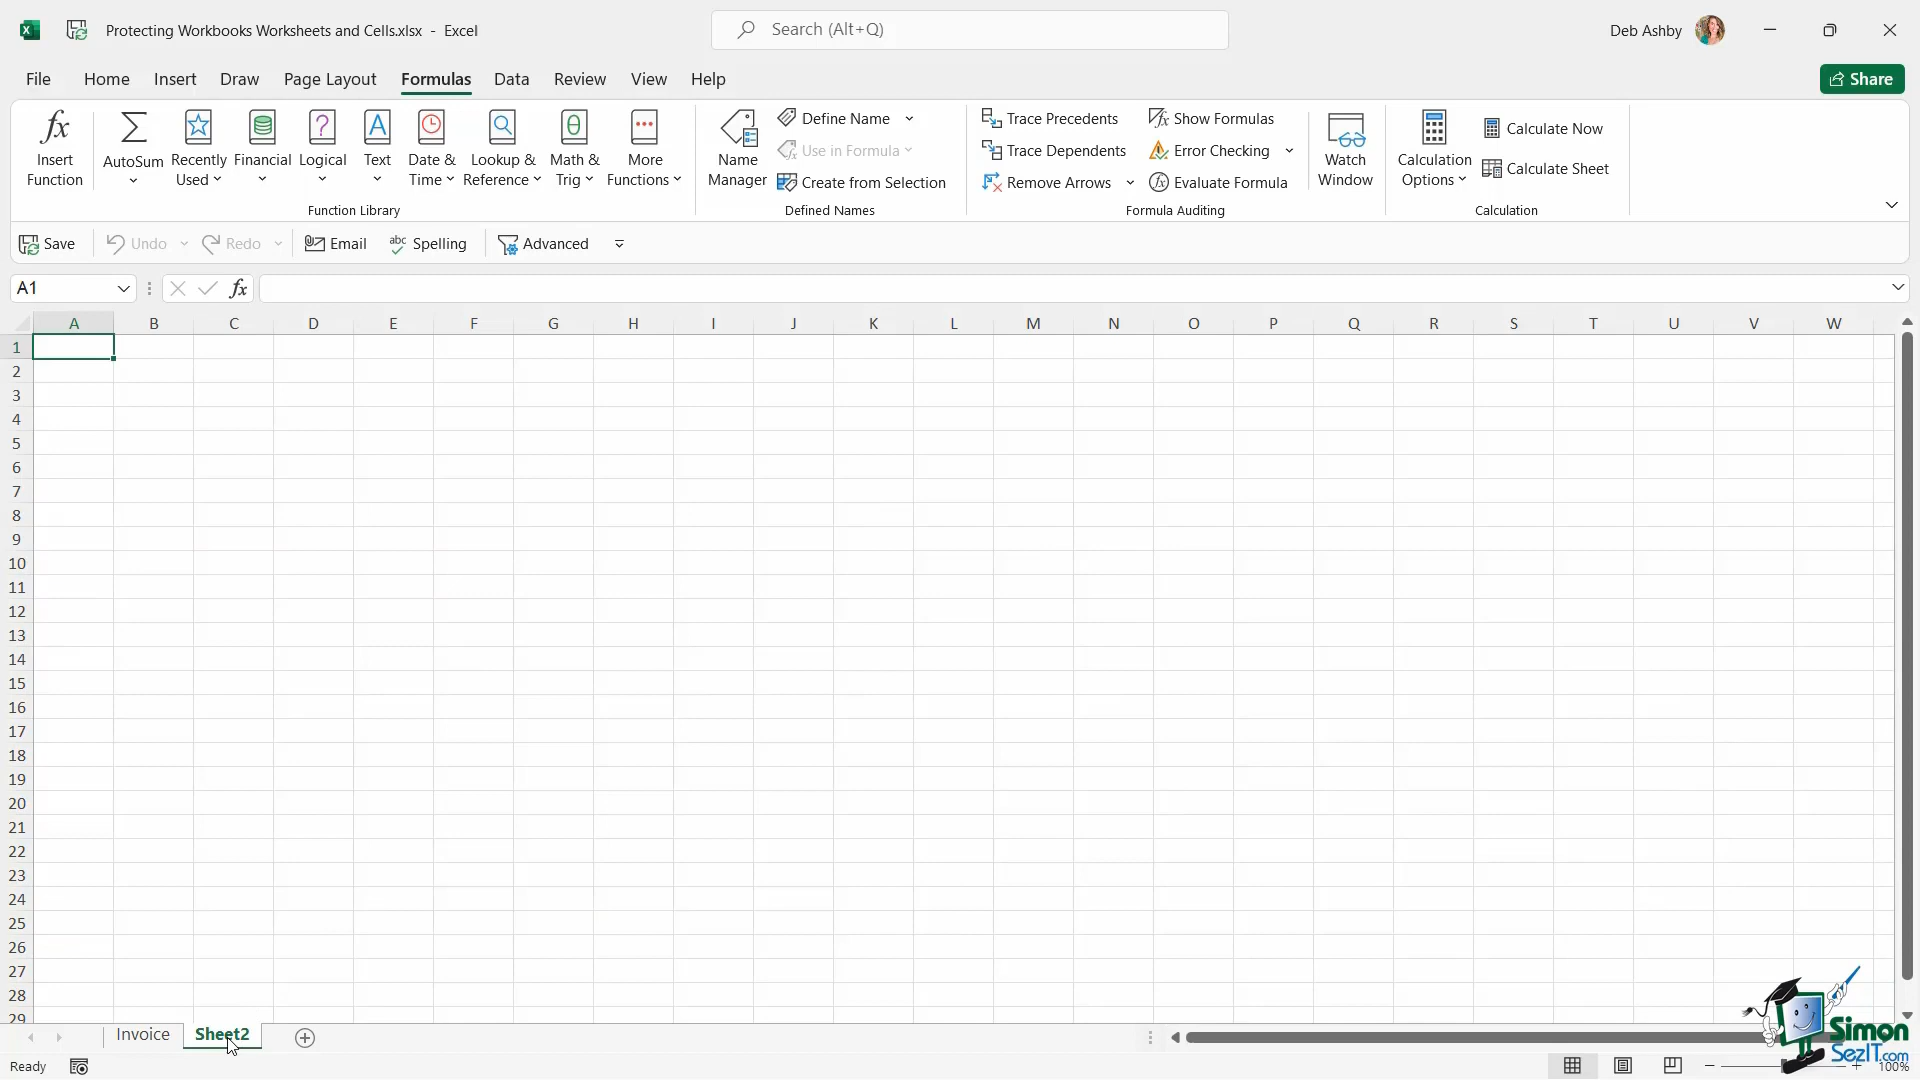 Protecting Workbooks Worksheets and Cells.xlsx - Excel
Search (Alt+Q)
Deb Ashby
File Home Insert Draw Page Layout Formulas Data Review View Help
Share
Insert Function
AutoSum
Recently Used
Financial
Logical
Text
Date & Time
Lookup & Reference
Math & Trig
More Functions
Function Library
Name Manager
Define Name
Use in Formula
Create from Selection
Defined Names
Trace Precedents
Trace Dependents
Remove Arrows
Show Formulas
Error Checking
Evaluate Formula
Formula Auditing
Watch Window
Calculation Options
Calculate Now
Calculate Sheet
Calculation
Save Undo Redo Email Spelling Advanced
A1
fx
A B C D E F G H I J K L M N O P Q R S T U V W
1
2
3
4
5
6
7
8
9
10
11
12
13
14
15
16
17
18
19
20
21
22
23
24
25
26
27
28
29
Invoice Sheet2
Simon
SezIT.com
Ready
100%